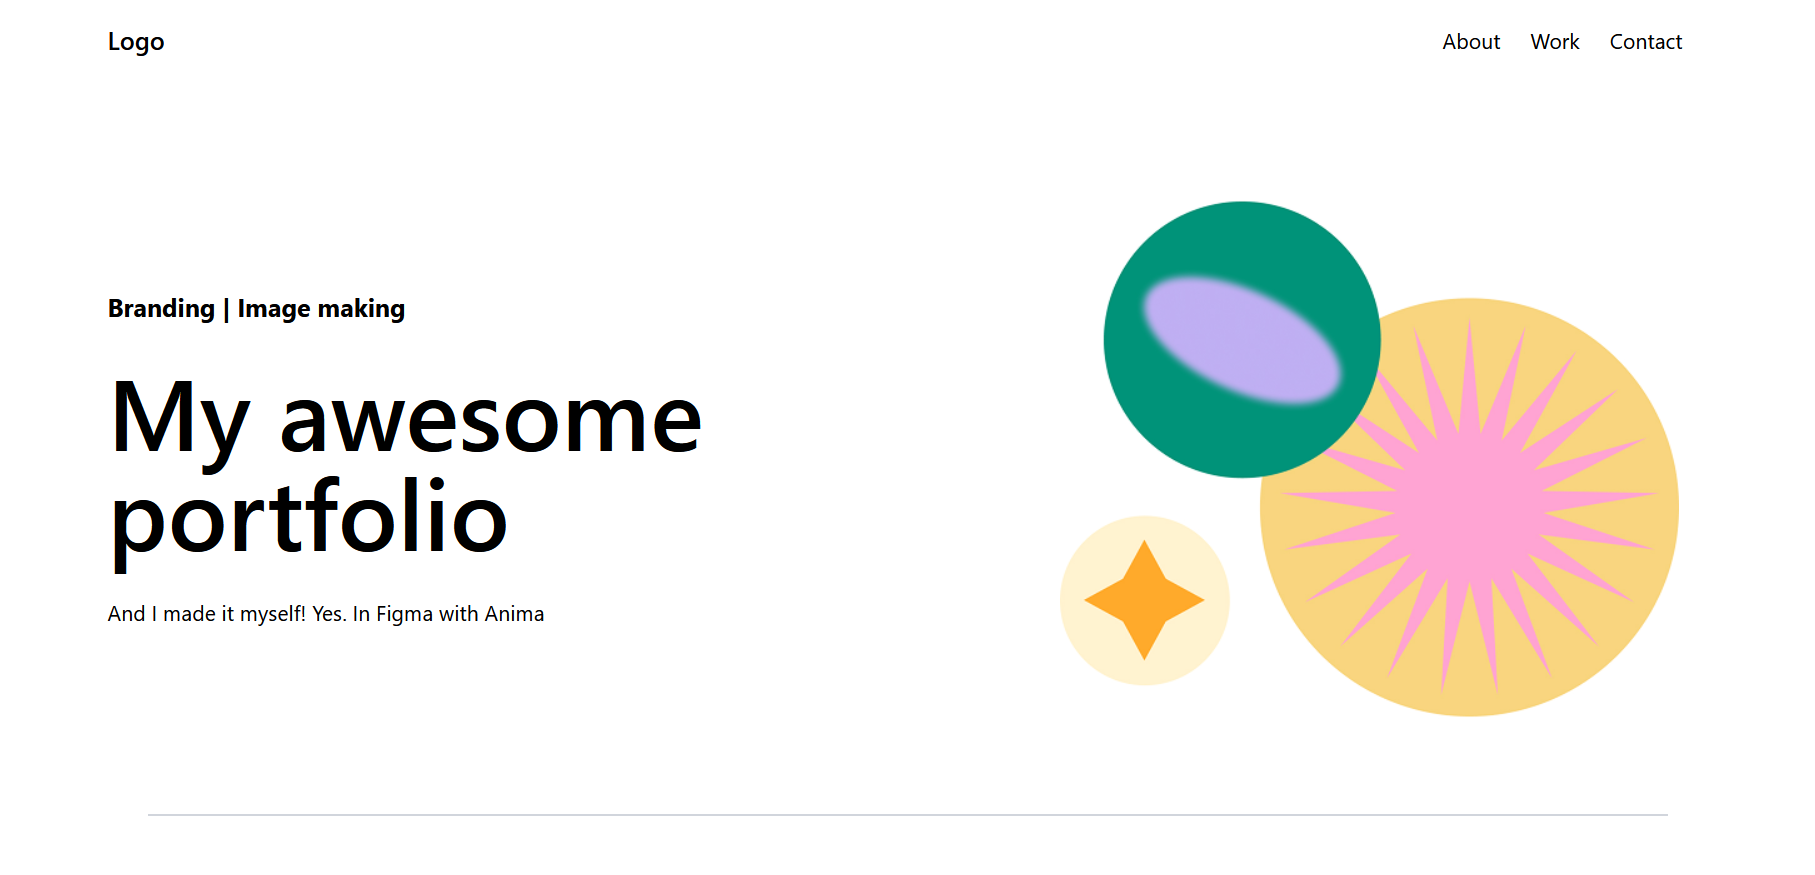 Logo
About Work Contact
Branding | Image making
My awesome
portfolio
And I made it myself! Yes. In Figma with Anima